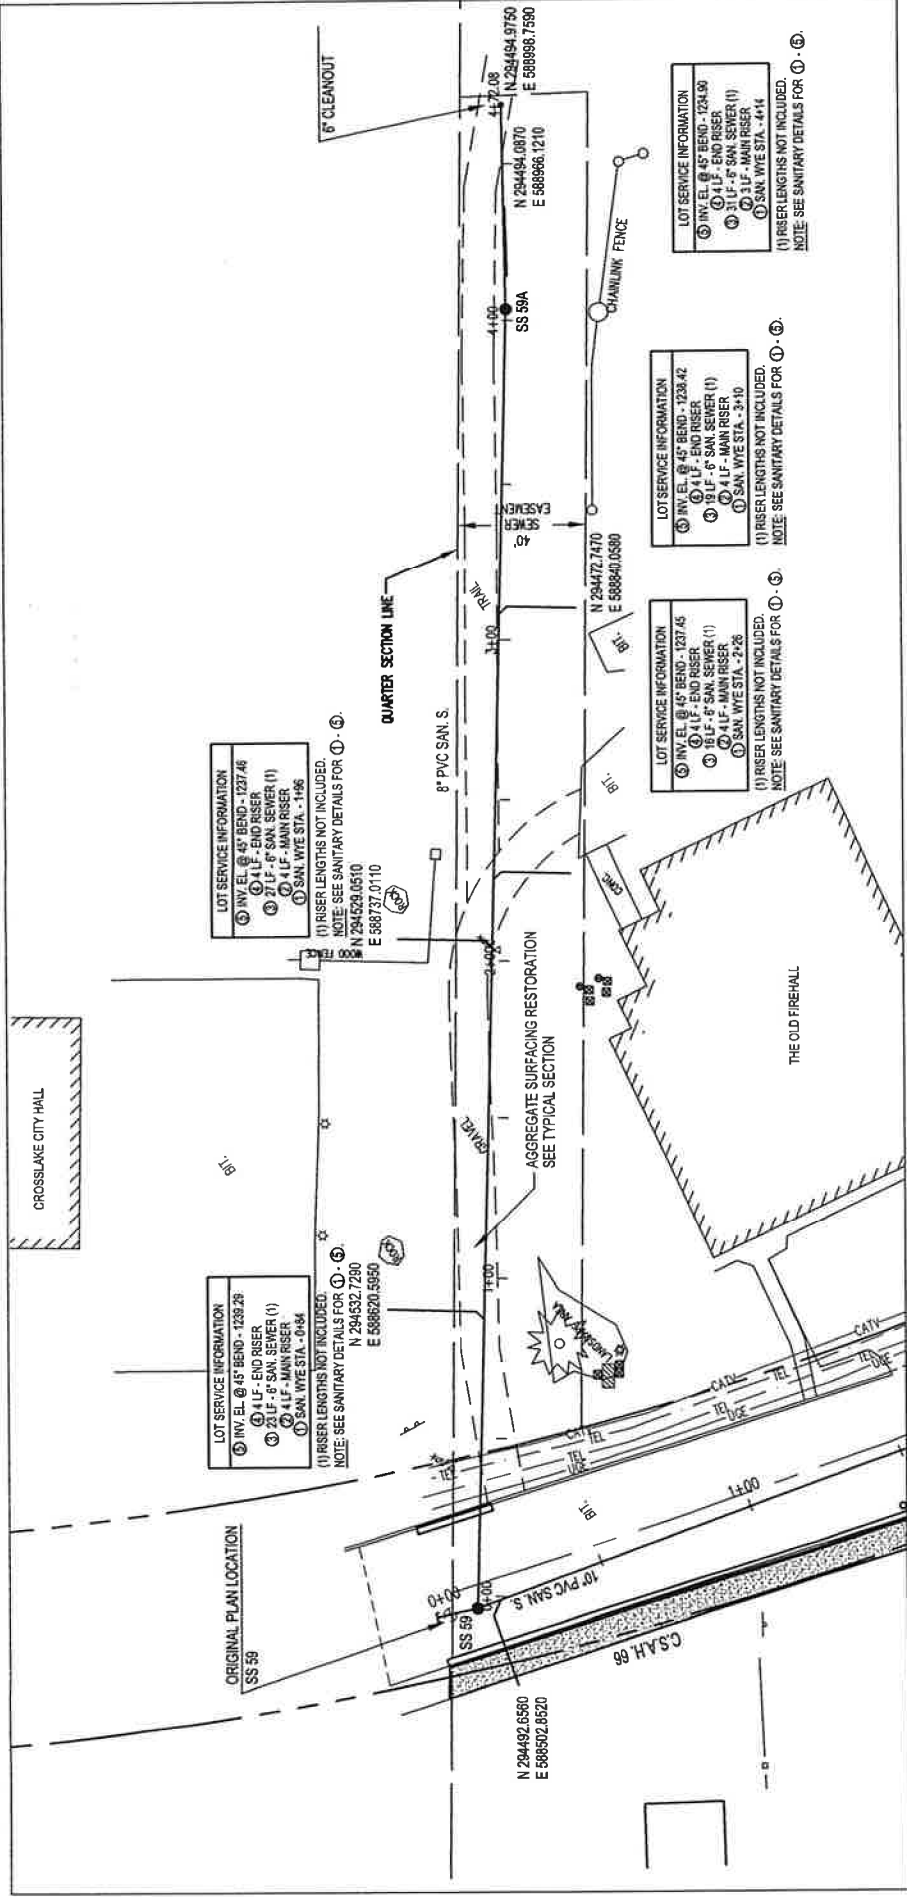 CROSSLAKE CITY HALL
BIT.
ORIGINAL PLAN LOCATION
SS 59
LOT SERVICE INFORMATION
⑤ INV. EL. @ 45° BEND - 1239.29
④ 4 LF - END RISER
③ 23 LF - 6" SAN. SEWER (1)
② 4 LF - MAIN RISER
① SAN. WYE STA. - 0+84
(1) RISER LENGTHS NOT INCLUDED.
NOTE: SEE SANITARY DETAILS FOR ① - ⑤.
N 294532.7290
E 588620.5950
ROCK
LOT SERVICE INFORMATION
⑤ INV. EL. @ 45° BEND - 1237.46
④ 4 LF - END RISER
③ 27 LF - 6" SAN. SEWER (1)
② 4 LF - MAIN RISER
① SAN. WYE STA. - 1+96
(1) RISER LENGTHS NOT INCLUDED.
NOTE: SEE SANITARY DETAILS FOR ① - ⑤.
N 294529.0510
E 588737.0110
ROCK
WOOD FENCE
6" CLEANOUT
QUARTER SECTION LINE
8" PVC SAN. S.
0+00
SS 59
0+00
1+00
GRAVEL
2+00
3+00
TRAIL
4+00
SS 59A
4+72.08
N 294494.9750
E 588998.7590
N 294494.0870
E 588966.1210
40'
SEWER
EASEMENT
AGGREGATE SURFACING RESTORATION
SEE TYPICAL SECTION
N 294492.6560
E 588502.8520
10" PVC SAN. S.
C.S.A.H. 66
BIT.
1+00
TEL
CATV
TEL
TEL
UGE
CATV
TEL
UGE
TEL
CATV
TEL
UGE
CONC.
BIT.
BIT.
N 294472.7470
E 588840.0580
CHAINLINK FENCE
THE OLD FIREHALL
LOT SERVICE INFORMATION
⑤ INV. EL. @ 45° BEND - 1237.45
④ 4 LF - END RISER
③ 16 LF - 6" SAN. SEWER (1)
② 4 LF - MAIN RISER
① SAN. WYE STA. - 2+26
(1) RISER LENGTHS NOT INCLUDED.
NOTE: SEE SANITARY DETAILS FOR ① - ⑤.
LOT SERVICE INFORMATION
⑤ INV. EL. @ 45° BEND - 1236.42
④ 4 LF - END RISER
③ 19 LF - 6" SAN. SEWER (1)
② 4 LF - MAIN RISER
① SAN. WYE STA. - 3+10
(1) RISER LENGTHS NOT INCLUDED.
NOTE: SEE SANITARY DETAILS FOR ① - ⑤.
LOT SERVICE INFORMATION
⑤ INV. EL. @ 45° BEND - 1234.90
④ 4 LF - END RISER
③ 31 LF - 6" SAN. SEWER (1)
② 3 LF - MAIN RISER
① SAN. WYE STA. - 4+14
(1) RISER LENGTHS NOT INCLUDED.
NOTE: SEE SANITARY DETAILS FOR ① - ⑤.